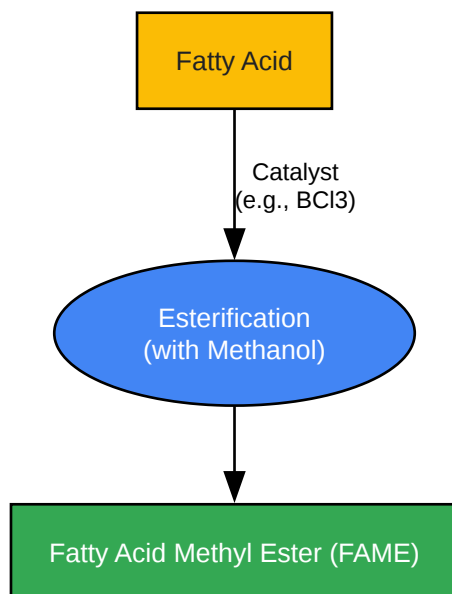 Fatty Acid
Catalyst
(e.g., BCl3)
Esterification
(with Methanol)
Fatty Acid Methyl Ester (FAME)